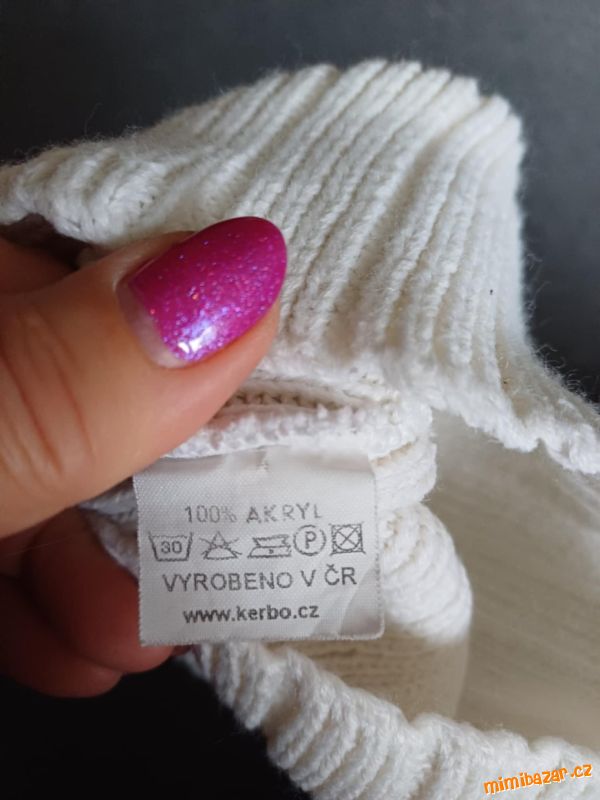 100% AKRYL
30 P
VYROBENO V ČR
www.kerbo.cz
mimibazar.cz